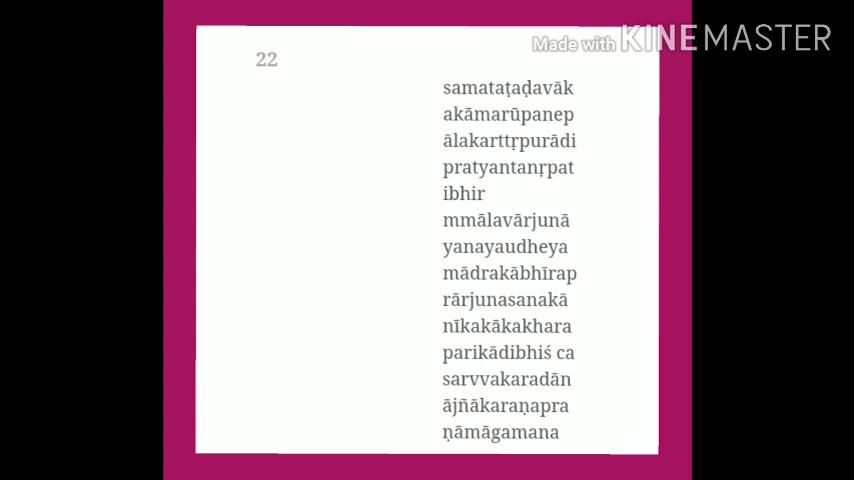 Made with KINEMASTER
22
samataṭaḍavāk
akāmarūpanep
ālakarttṛpurādi
pratyantanṛpat
ibhir
mmālavārjunā
yanayaudheya
mādrakābhīrap
rārjunasanakā
nīkakākakhara
parikādibhiś ca
sarvvakaradān
ājñākaraṇapra
ṇāmāgamana